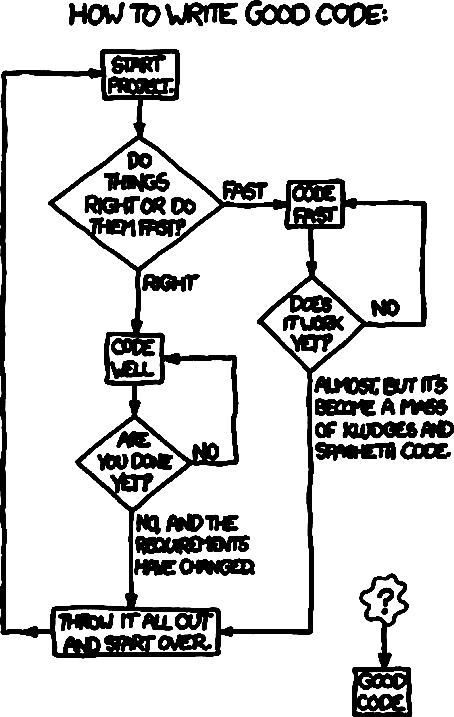 HOW TO WRITE GOOD CODE:
START
PROJECT.
DO
THINGS
RIGHT OR DO
THEM FAST?
FAST
CODE
FAST
RIGHT
DOES
IT WORK
YET?
NO
CODE
WELL
ALMOST, BUT IT'S
BECOME A MASS
OF KLUDGES AND
SPAGHETTI CODE.
ARE
YOU DONE
YET?
NO
NO, AND THE
REQUIREMENTS
HAVE CHANGED.
THROW IT ALL OUT
AND START OVER.
?
GOOD
CODE